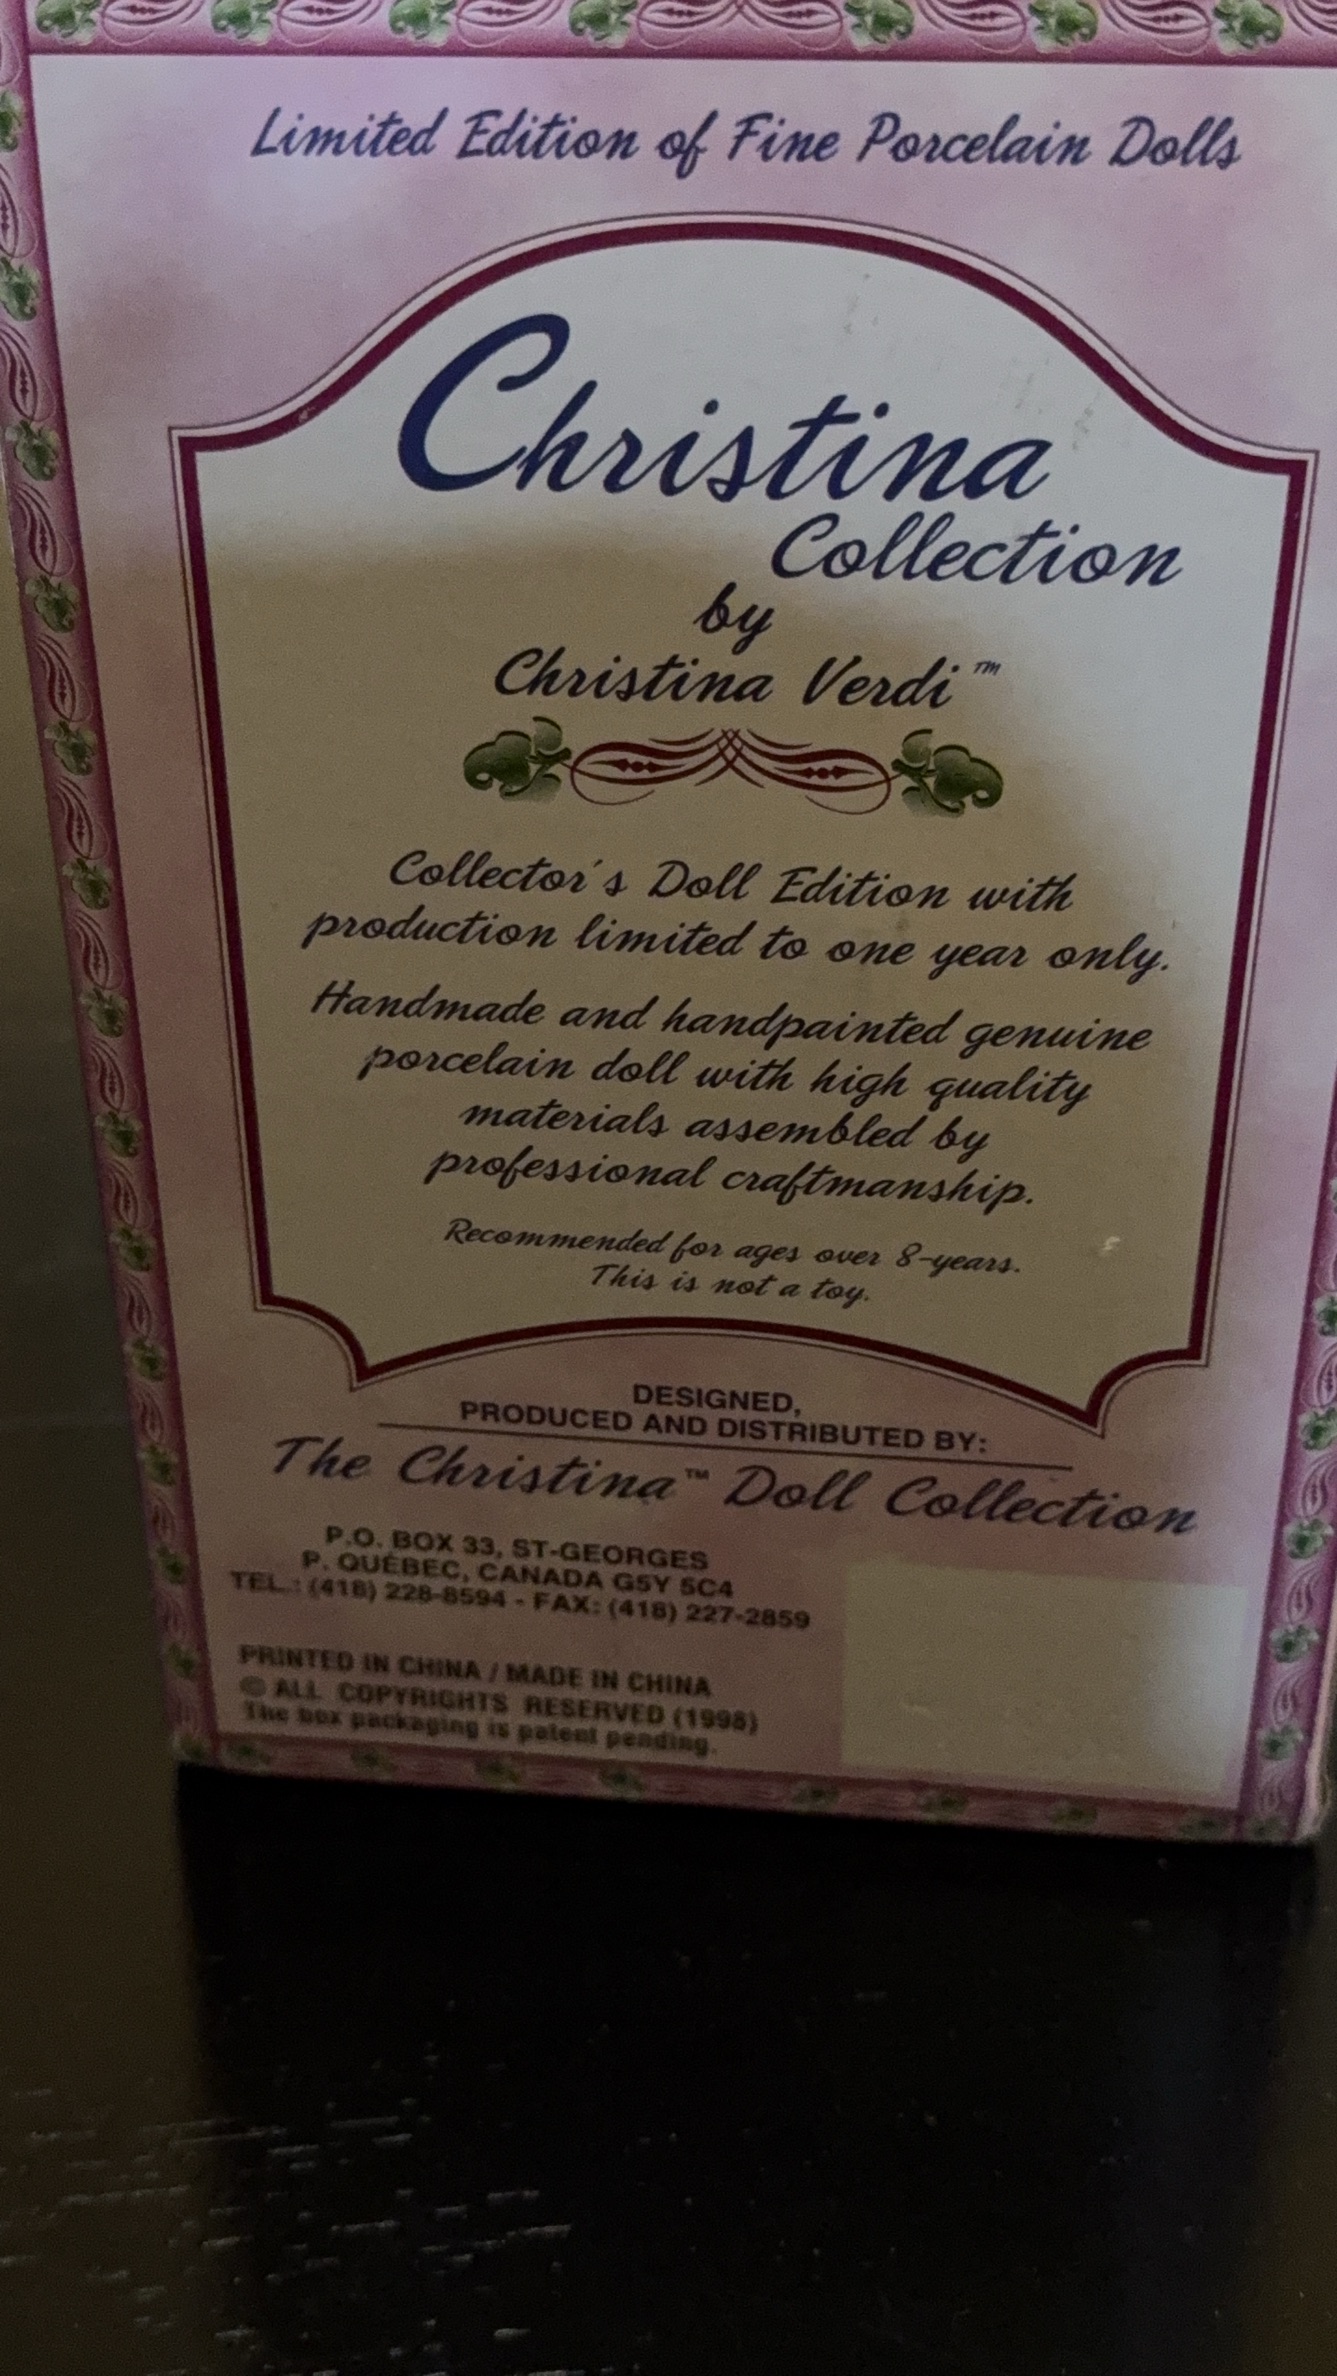 Limited Edition of Fine Porcelain Dolls
Christina
Collection
by
Christina Verdi™
Collector's Doll Edition with
production limited to one year only.
Handmade and handpainted genuine
porcelain doll with high quality
materials assembled by
professional craftmanship.
Recommended for ages over 8-years.
This is not a toy.
DESIGNED,
PRODUCED AND DISTRIBUTED BY:
The Christina™ Doll Collection
P.O. BOX 33, ST-GEORGES
P. QUÉBEC, CANADA G5Y 5C4
TEL.: (418) 228-8594 - FAX: (418) 227-2859
PRINTED IN CHINA / MADE IN CHINA
© ALL COPYRIGHTS RESERVED (1998)
The box packaging is patent pending.